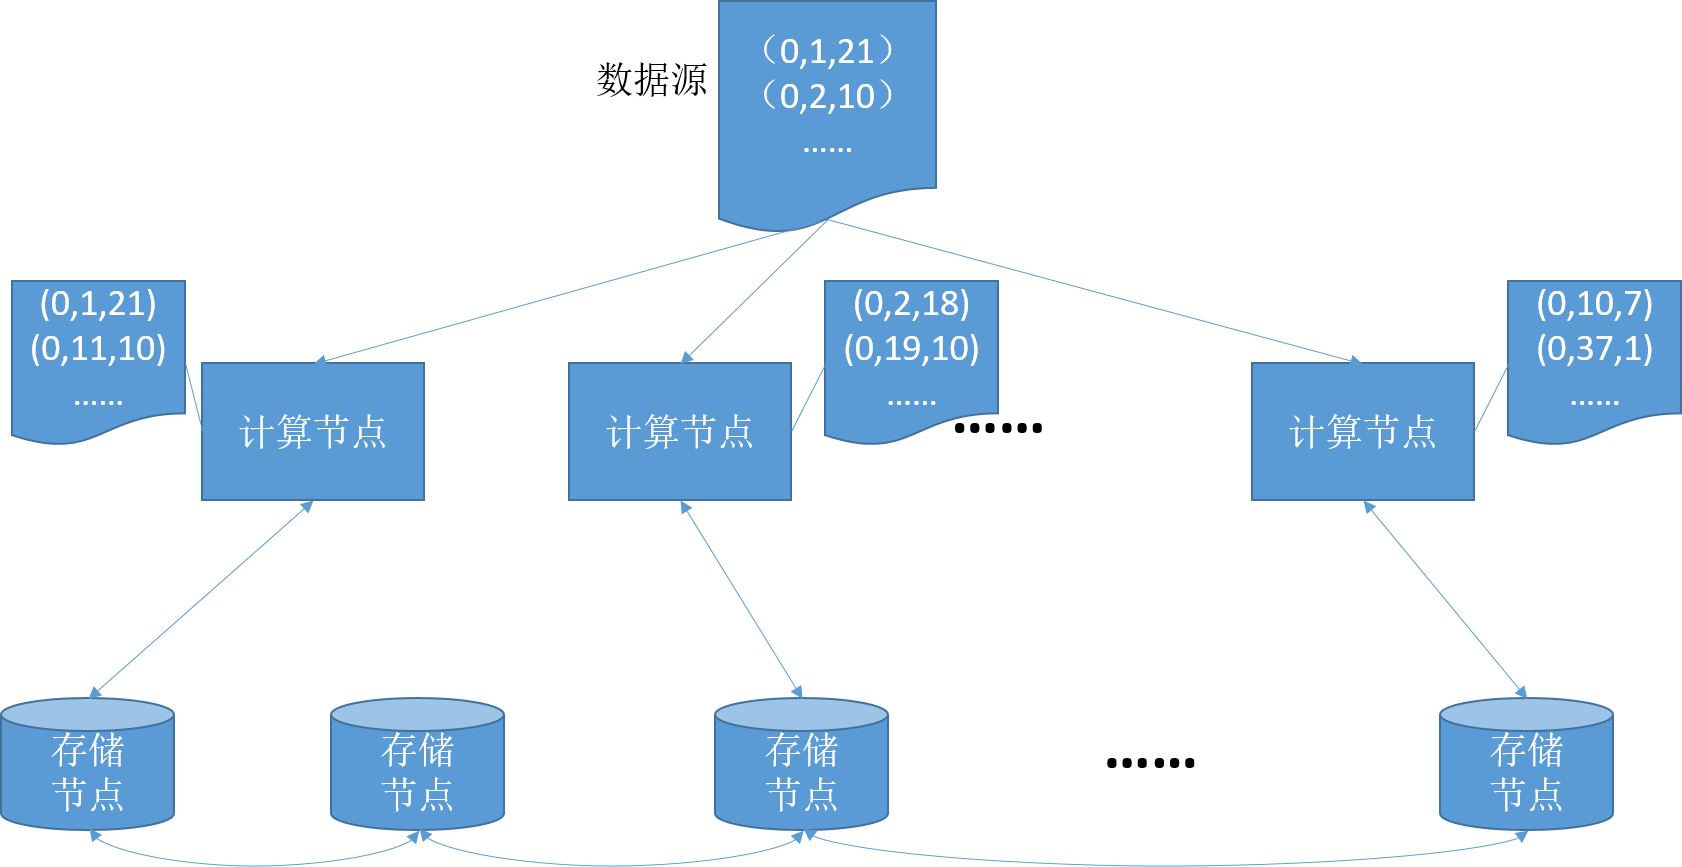 数据源
（0,1,21）
（0,2,10）
……
(0,1,21)
(0,11,10)
……
(0,2,18)
(0,19,10)
……
(0,10,7)
(0,37,1)
……
计算节点
计算节点
……
计算节点
存储
节点
存储
节点
存储
节点
……
存储
节点